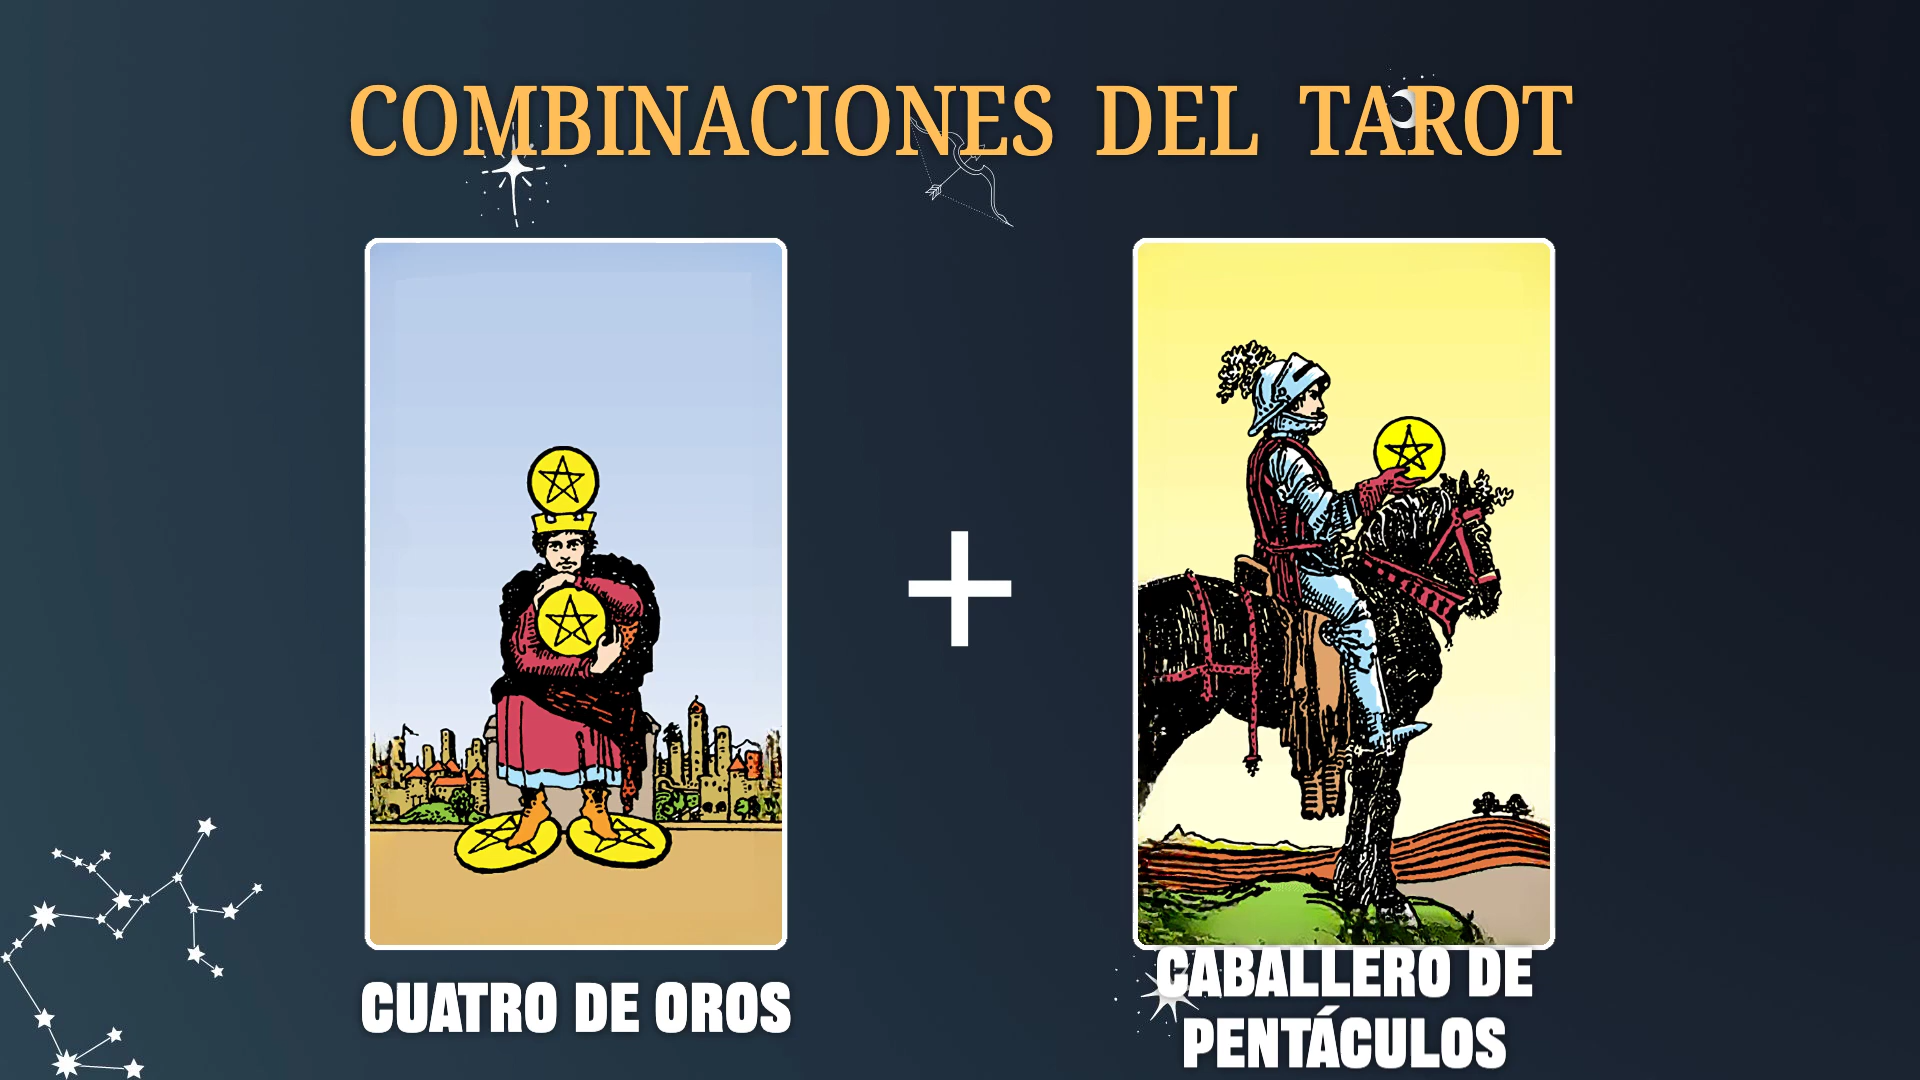 COMBINACIONES DEL TAROT
CUATRO DE OROS
CABALLERO DE
PENTÁCULOS